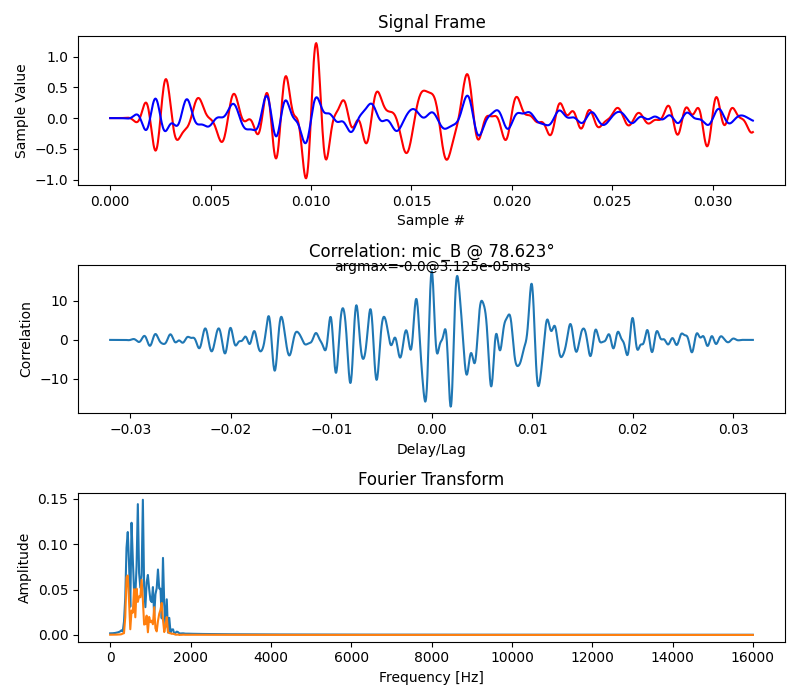 Signal Frame
Sample Value
1.0
0.5
0.0
−0.5
−1.0
0.000 0.005 0.010 0.015 0.020 0.025 0.030
Sample #
Correlation: mic_B @ 78.623°
argmax=-0.0@3.125e-05ms
Correlation
10
0
−10
−0.03 −0.02 −0.01 0.00 0.01 0.02 0.03
Delay/Lag
Fourier Transform
Amplitude
0.15
0.10
0.05
0.00
0 2000 4000 6000 8000 10000 12000 14000 16000
Frequency [Hz]